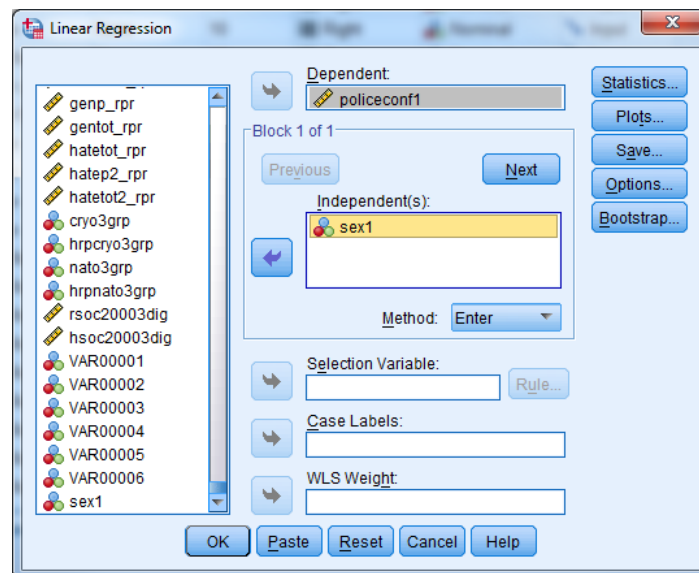 Linear Regression
genp_rpr
gentot_rpr
hatetot_rpr
hatep2_rpr
hatetot2_rpr
cryo3grp
hrpcryo3grp
nato3grp
hrpnato3grp
rsoc20003dig
hsoc20003dig
VAR00001
VAR00002
VAR00003
VAR00004
VAR00005
VAR00006
sex1
Dependent:
policeconf1
Block 1 of 1
Previous
Next
Independent(s):
sex1
Method: Enter
Selection Variable:
Rule...
Case Labels:
WLS Weight:
Statistics...
Plots...
Save...
Options...
Bootstrap...
OK Paste Reset Cancel Help